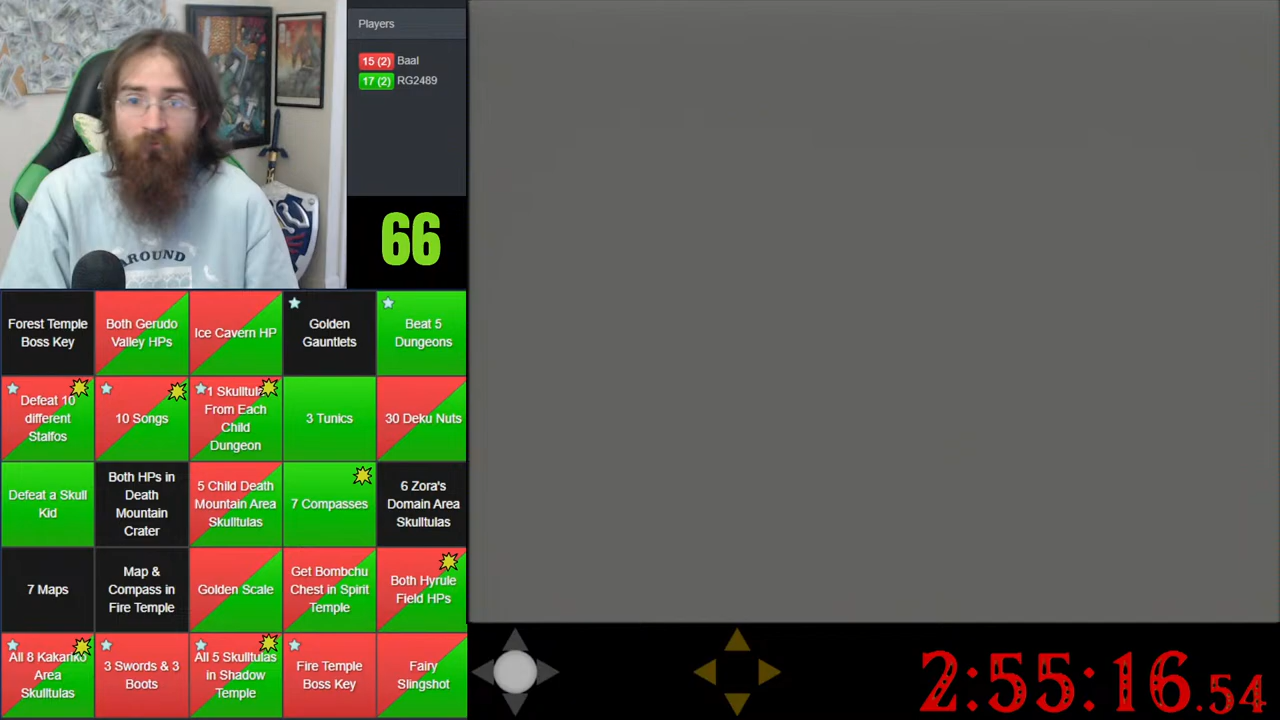 Players
15 (2) Baal
17 (2) RG2489
66
AROUND
Forest Temple
Boss Key
Both Gerudo
Valley HPs
Ice Cavern HP
Golden
Gauntlets
Beat 5
Dungeons
Defeat 10
different
Stalfos
10 Songs
1 Skulltula
From Each
Child
Dungeon
3 Tunics
30 Deku Nuts
Defeat a Skull
Kid
Both HPs in
Death
Mountain
Crater
5 Child Death
Mountain Area
Skulltulas
7 Compasses
6 Zora's
Domain Area
Skulltulas
7 Maps
Map &
Compass in
Fire Temple
Golden Scale
Get Bombchu
Chest in Spirit
Temple
Both Hyrule
Field HPs
All 8 Kakariko
Area
Skulltulas
3 Swords & 3
Boots
All 5 Skulltulas
in Shadow
Temple
Fire Temple
Boss Key
Fairy
Slingshot
2:55:16.54